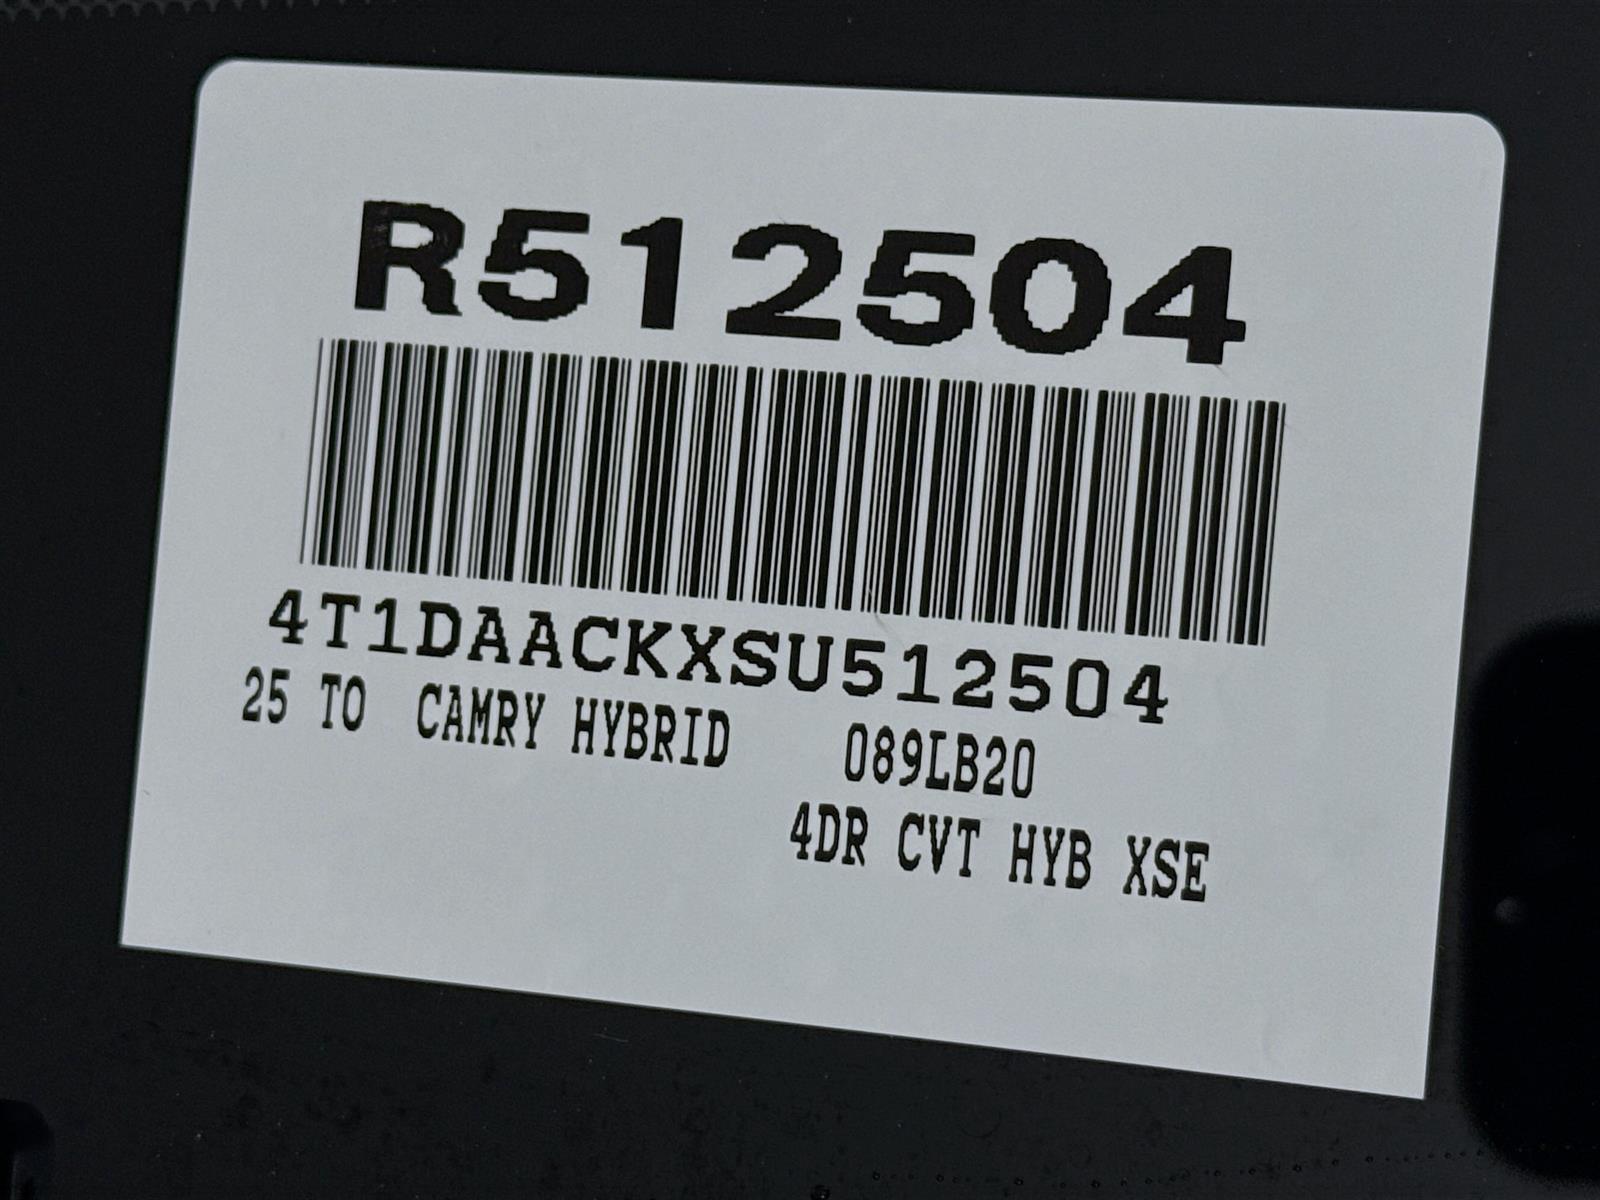 R512504
4T1DAACKXSU512504
25 TO CAMRY HYBRID 089LB20
4DR CVT HYB XSE